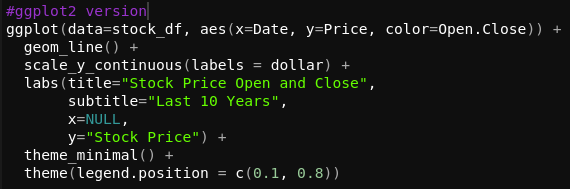 #ggplot2 version
ggplot(data=stock_df, aes(x=Date, y=Price, color=Open.Close)) +
  geom_line() +
  scale_y_continuous(labels = dollar) +
  labs(title="Stock Price Open and Close",
       subtitle="Last 10 Years",
       x=NULL,
       y="Stock Price") +
  theme_minimal() +
  theme(legend.position = c(0.1, 0.8))